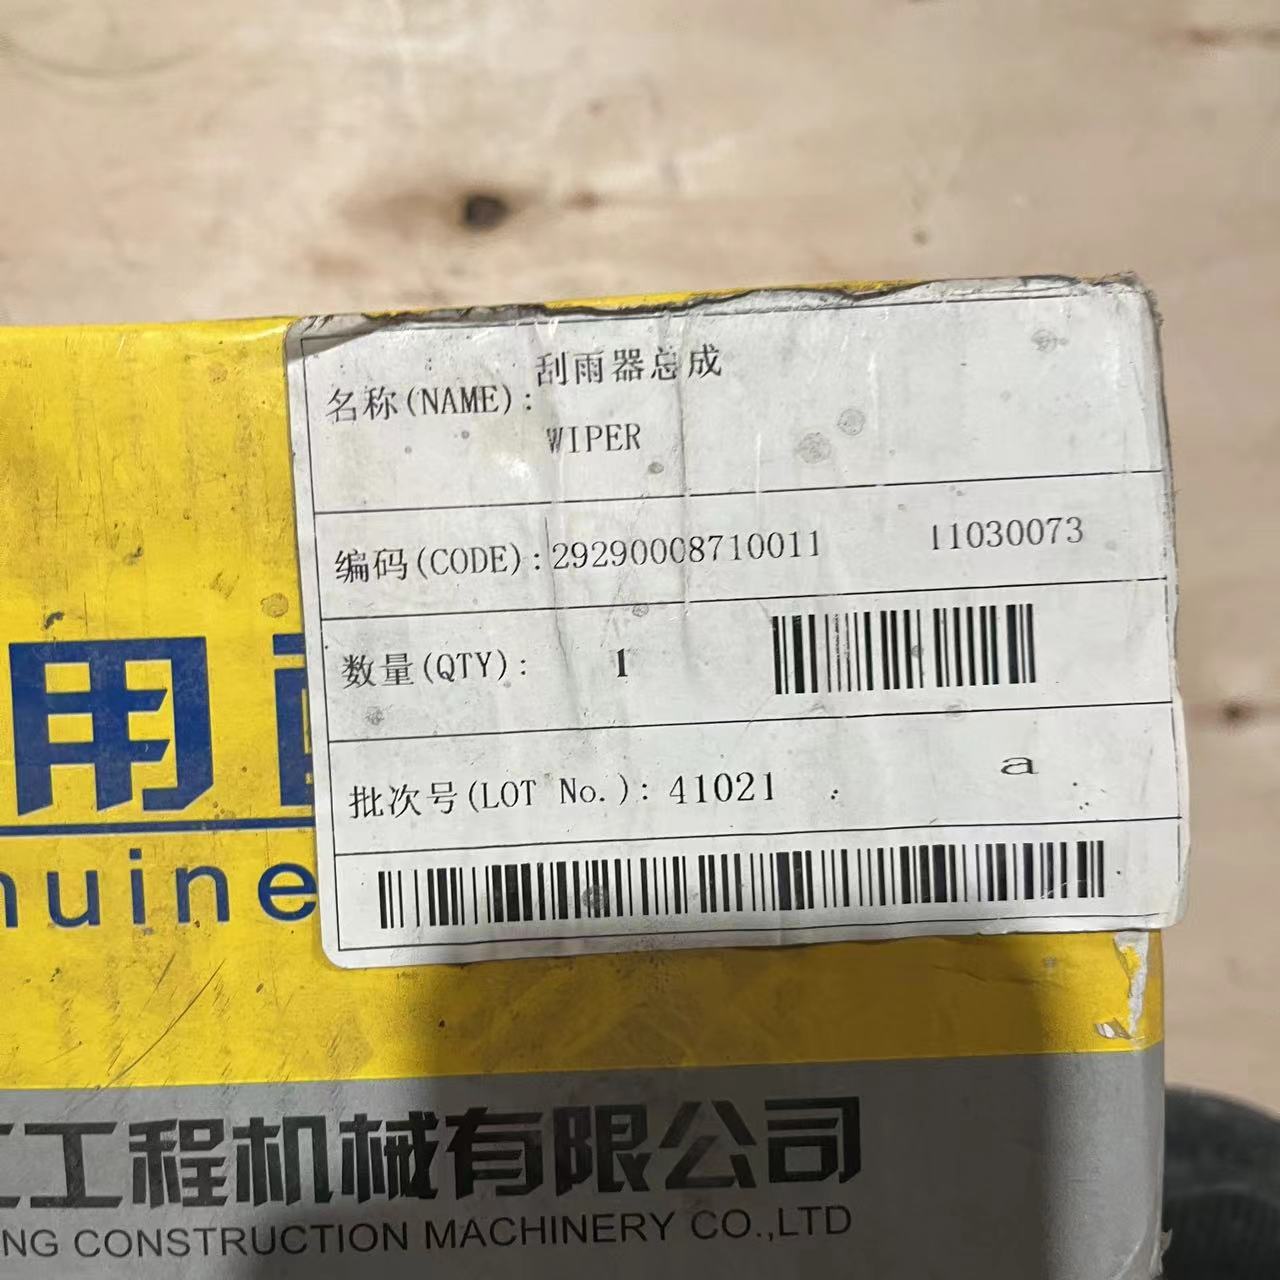 名称(NAME): 刮雨器总成
WIPER
编码(CODE): 29290008710011 11030073
数量(QTY): 1
批次号(LOT No.): 41021 a
用
nuine
工程机械有限公司
NG CONSTRUCTION MACHINERY CO.,LTD